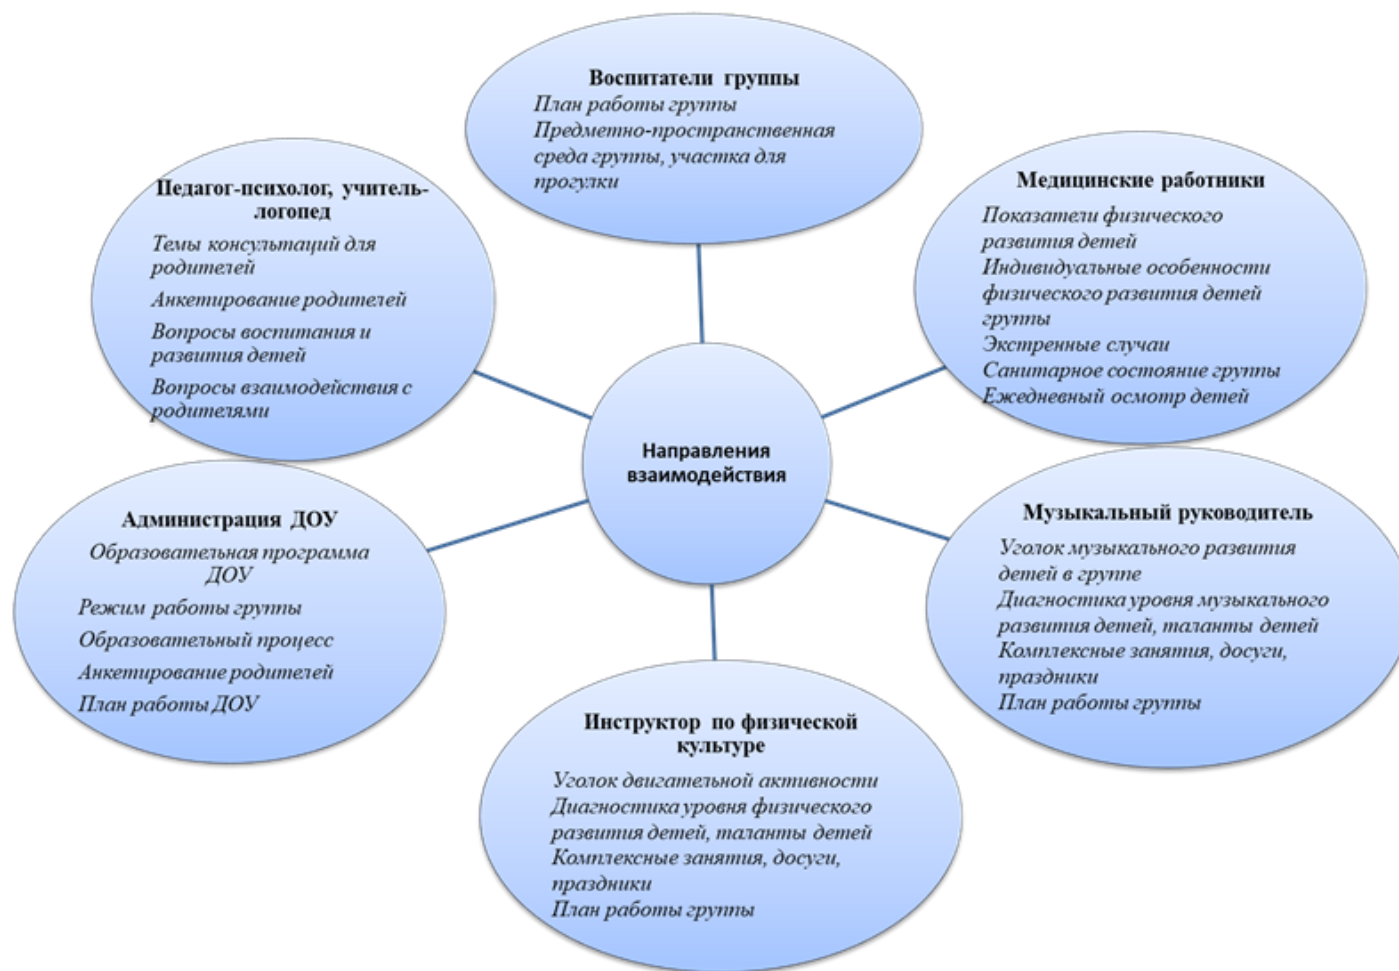 Воспитатели группы
План работы группы
Предметно-пространственная
среда группы, участка для
прогулки
Педагог-психолог, учитель-
логопед
Темы консультаций для
родителей
Анкетирование родителей
Вопросы воспитания и
развития детей
Вопросы взаимодействия с
родителями
Медицинские работники
Показатели физического
развития детей
Индивидуальные особенности
физического развития детей
группы
Экстренные случаи
Санитарное состояние группы
Ежедневный осмотр детей
Направления
взаимодействия
Администрация ДОУ
Образовательная программа
ДОУ
Режим работы группы
Образовательный процесс
Анкетирование родителей
План работы ДОУ
Музыкальный руководитель
Уголок музыкального развития
детей в группе
Диагностика уровня музыкального
развития детей, таланты детей
Комплексные занятия, досуги,
праздники
План работы группы
Инструктор по физической
культуре
Уголок двигательной активности
Диагностика уровня физического
развития детей, таланты детей
Комплексные занятия, досуги,
праздники
План работы группы